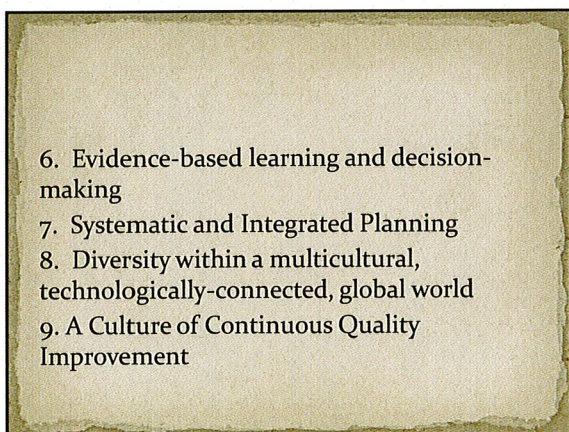 6. Evidence-based learning and decision-
making
7. Systematic and Integrated Planning
8. Diversity within a multicultural,
technologically-connected, global world
9. A Culture of Continuous Quality
Improvement